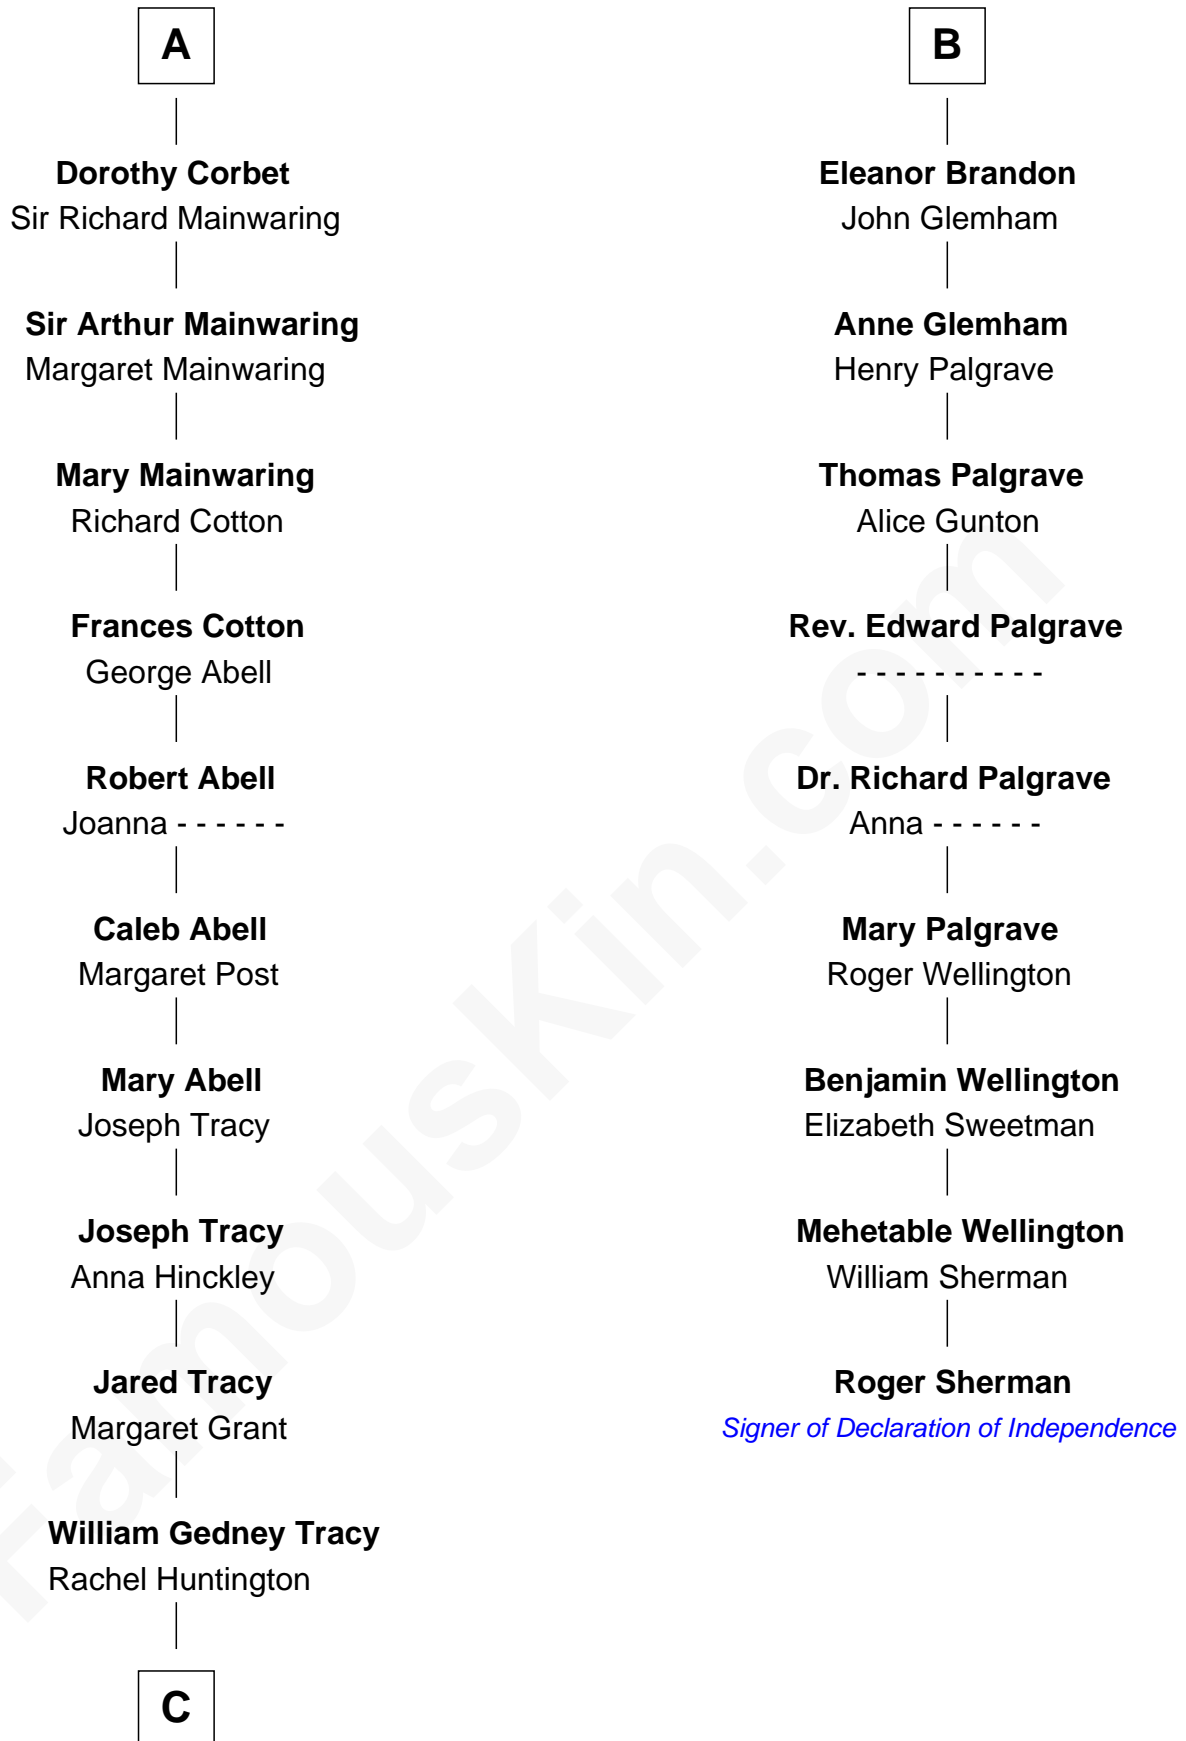 A
Dorothy Corbet
Sir Richard Mainwaring
Sir Arthur Mainwaring
Margaret Mainwaring
Mary Mainwaring
Richard Cotton
Frances Cotton
George Abell
Robert Abell
Joanna - - - - - -
Caleb Abell
Margaret Post
Mary Abell
Joseph Tracy
Joseph Tracy
Anna Hinckley
Jared Tracy
Margaret Grant
William Gedney Tracy
Rachel Huntington
C
B
Eleanor Brandon
John Glemham
Anne Glemham
Henry Palgrave
Thomas Palgrave
Alice Gunton
Rev. Edward Palgrave
- - - - - - - - - -
Dr. Richard Palgrave
Anna - - - - - -
Mary Palgrave
Roger Wellington
Benjamin Wellington
Elizabeth Sweetman
Mehetable Wellington
William Sherman
Roger Sherman
Signer of Declaration of Independence
FamousKin.com